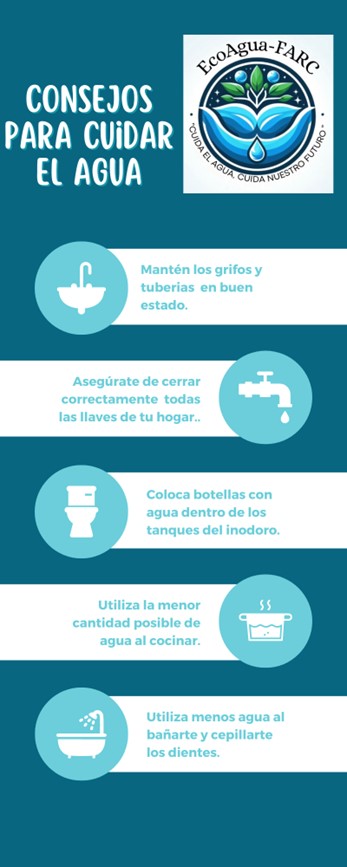 CONSEJOS
PARA CUiDAR
EL AGUA
EcoAgua-FARC
"CUIDA EL AGUA, CUIDA NUESTRO FUTURO"
Mantén los grifos y
tuberias en buen
estado.
Asegúrate de cerrar
correctamente todas
las llaves de tu hogar..
Coloca botellas con
agua dentro de los
tanques del inodoro.
Utiliza la menor
cantidad posible de
agua al cocinar.
Utiliza menos agua al
bañarte y cepillarte
los dientes.